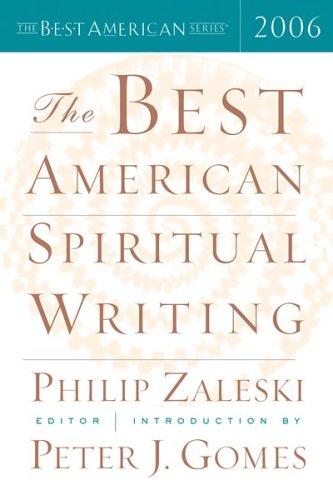 THE BEST AMERICAN SERIES® 2006
The BEST
AMERICAN
SPIRITUAL
WRITING
PHILIP ZALESKI
EDITOR | INTRODUCTION BY
PETER J. GOMES